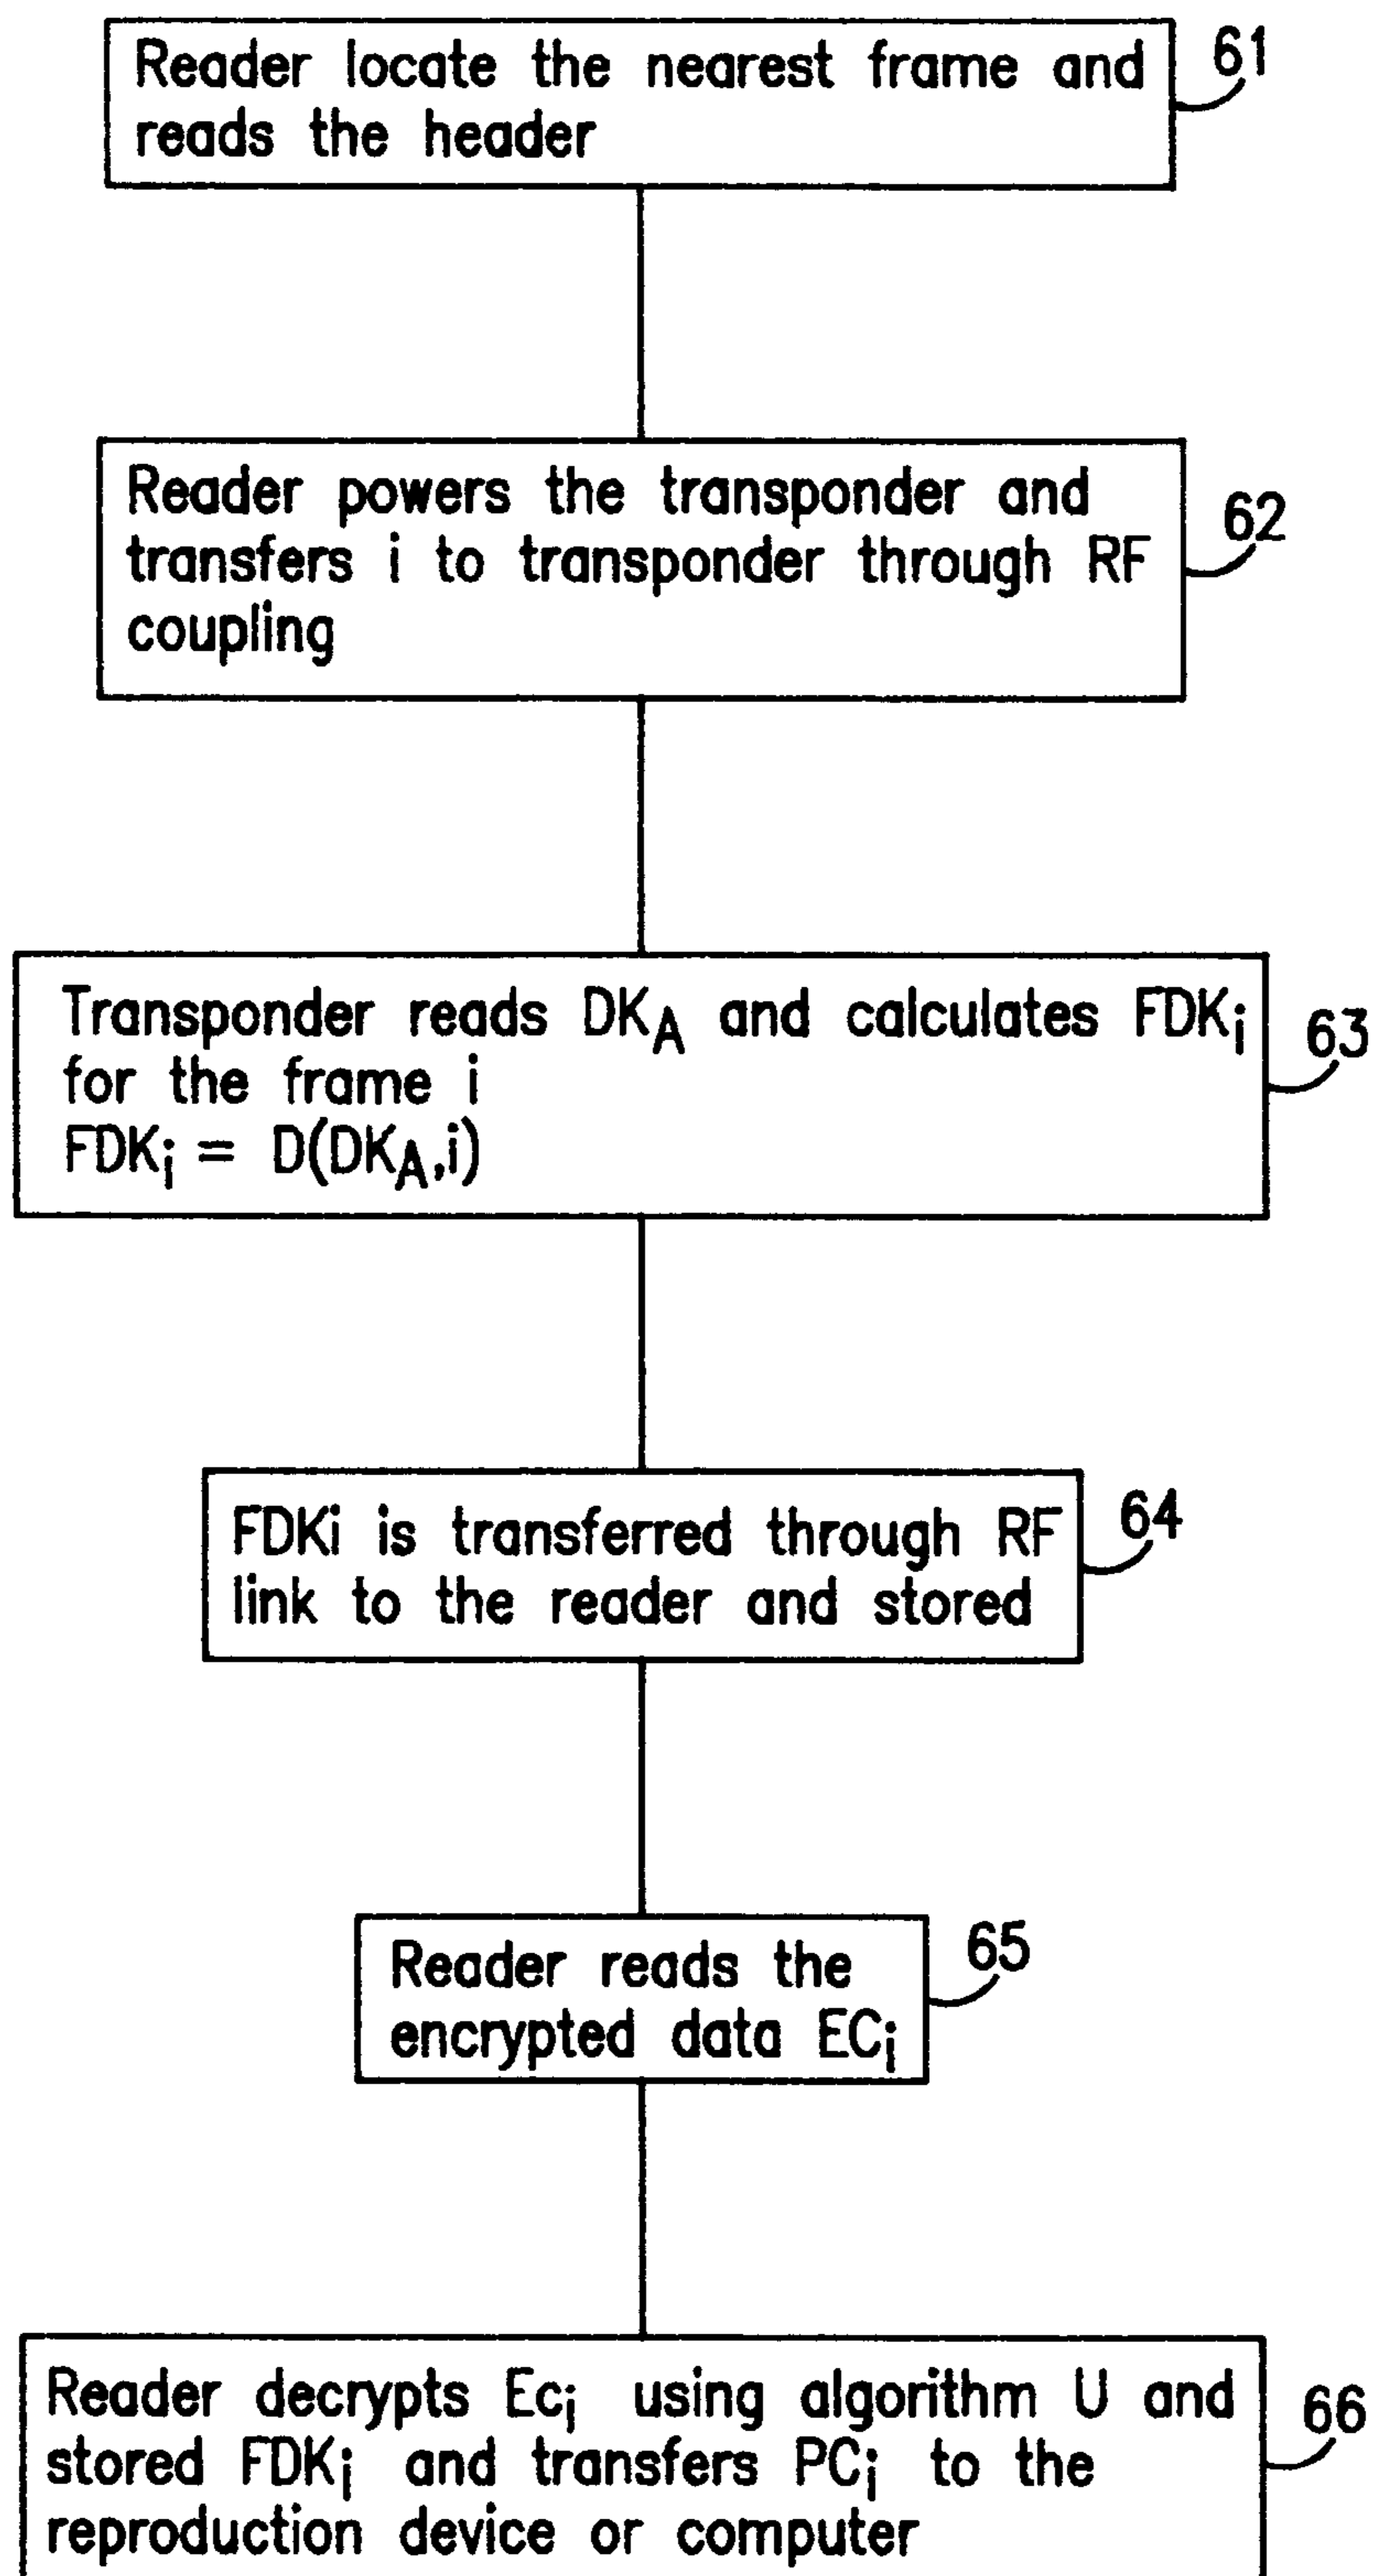 Reader locate the nearest frame and
reads the header
61
Reader powers the transponder and
transfers i to transponder through RF
coupling
62
Transponder reads DKA and calculates FDKi
for the frame i
FDKi = D(DKA,i)
63
FDKi is transferred through RF
link to the reader and stored
64
Reader reads the
encrypted data ECi
65
Reader decrypts Eci using algorithm U and
stored FDKi and transfers PCi to the
reproduction device or computer
66